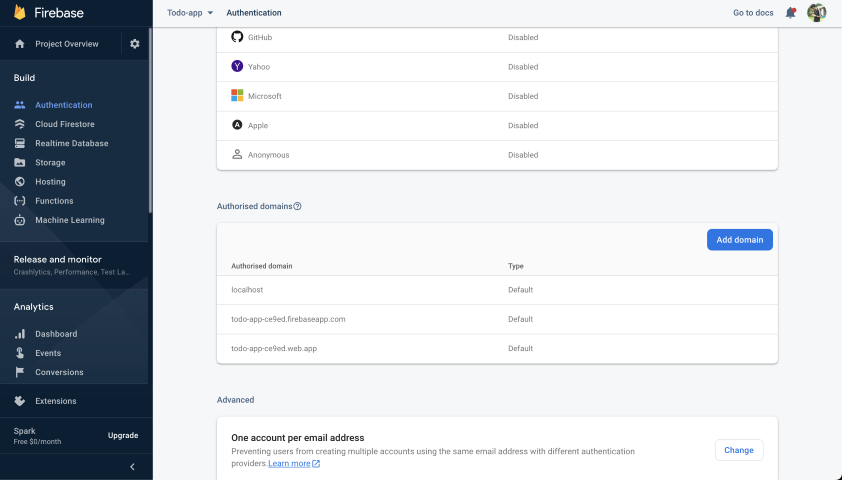 Firebase
Project Overview
Build
Authentication
Cloud Firestore
Realtime Database
Storage
Hosting
Functions
Machine Learning
Release and monitor
Crashlytics, Performance, Test La...
Analytics
Dashboard
Events
Conversions
Extensions
Spark
Free $0/month
Upgrade
Todo-app
Authentication
Go to docs
GitHub Disabled
Yahoo Disabled
Microsoft Disabled
Apple Disabled
Anonymous Disabled
Authorised domains
Add domain
Authorised domain Type
localhost Default
todo-app-ce9ed.firebaseapp.com Default
todo-app-ce9ed.web.app Default
Advanced
One account per email address
Preventing users from creating multiple accounts using the same email address with different authentication
providers.Learn more
Change